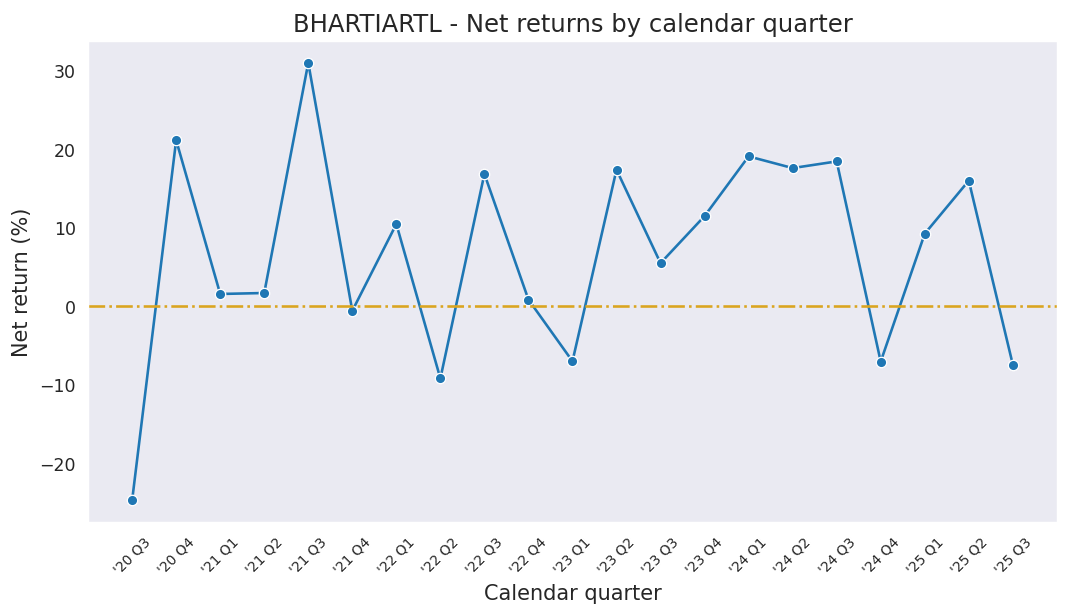 BHARTIARTL - Net returns by calendar quarter
Net return (%)
30
20
10
0
−10
−20
'20 Q3
'20 Q4
'21 Q1
'21 Q2
'21 Q3
'21 Q4
'22 Q1
'22 Q2
'22 Q3
'22 Q4
'23 Q1
'23 Q2
'23 Q3
'23 Q4
'24 Q1
'24 Q2
'24 Q3
'24 Q4
'25 Q1
'25 Q2
'25 Q3
Calendar quarter